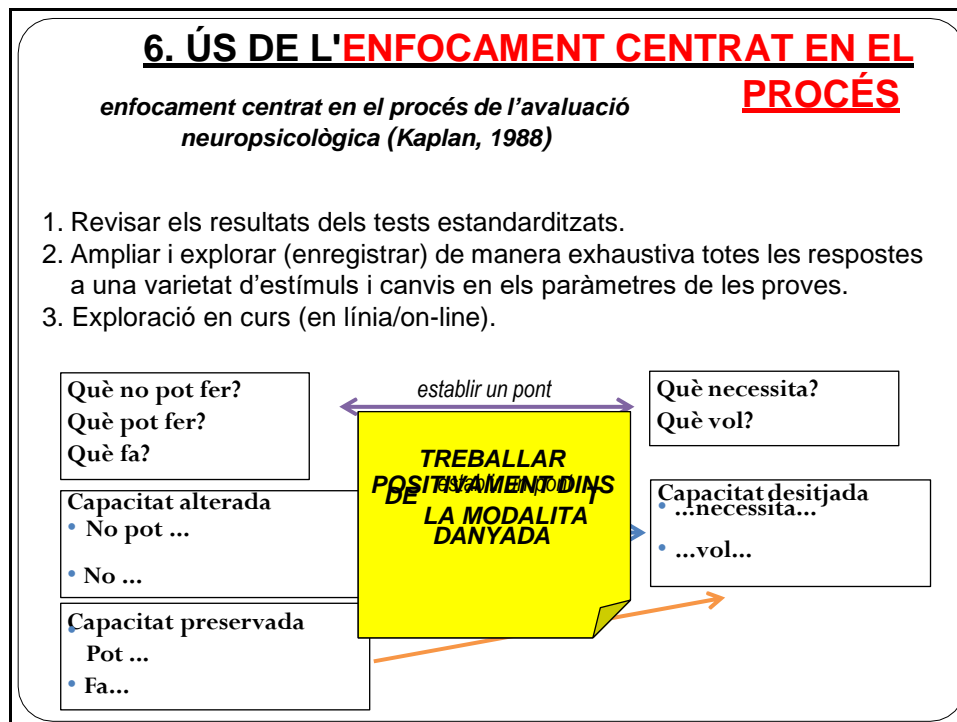 6. ÚS DE L'ENFOCAMENT CENTRAT EN EL
PROCÉS
enfocament centrat en el procés de l’avaluació
neuropsicològica (Kaplan, 1988)
1. Revisar els resultats dels tests estandarditzats.
2. Ampliar i explorar (enregistrar) de manera exhaustiva totes les respostes
a una varietat d’estímuls i canvis en els paràmetres de les proves.
3. Exploració en curs (en línia/on-line).
Què no pot fer?
Què pot fer?
Què fa?
establir un pont
Què necessita?
Què vol?
TREBALLAR
POSITIVAMENT DINS
DE establir un pont T
LA MODALITA
DANYADA
Capacitat alterada
• No pot ...
• No ...
Capacitat desitjada
• ...necessita...
• ...vol...
Capacitat preservada
•
Pot ...
• Fa...